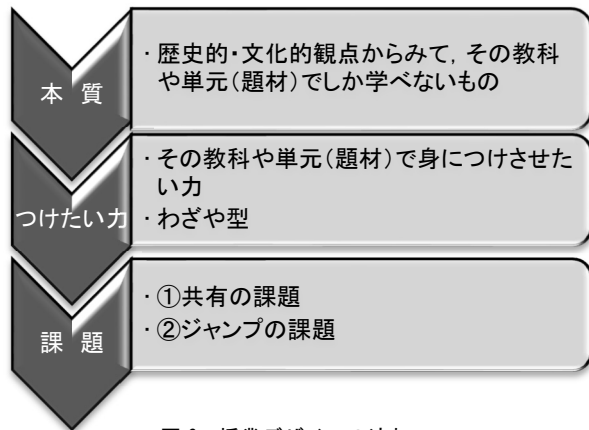 本 質
・歴史的・文化的観点からみて，その教科
や単元（題材）でしか学べないもの
つけたい力
・その教科や単元（題材）で身につけさせた
い力
・わざや型
課 題
・①共有の課題
・②ジャンプの課題